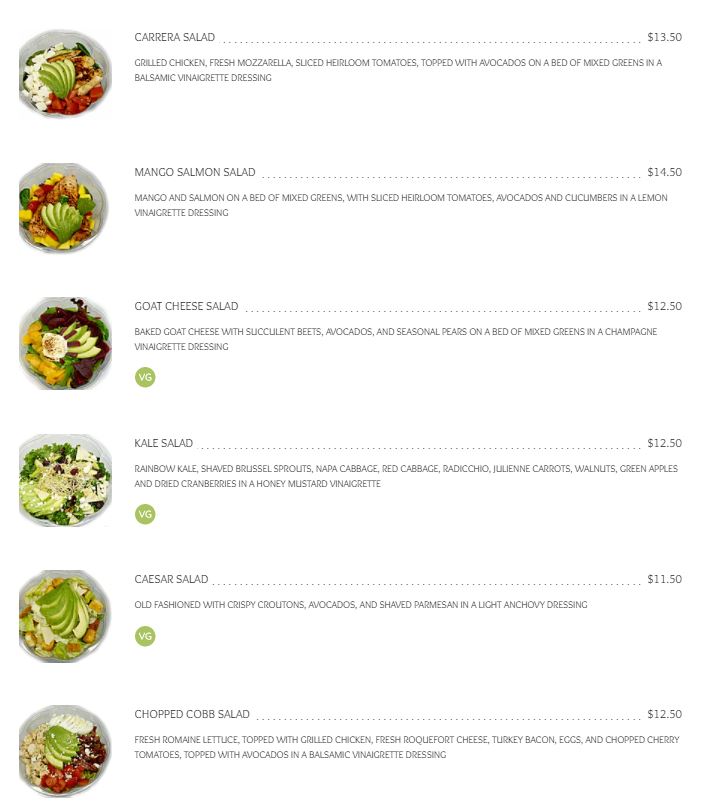 CARRERA SALAD $13.50
GRILLED CHICKEN, FRESH MOZZARELLA, SLICED HEIRLOOM TOMATOES, TOPPED WITH AVOCADOS ON A BED OF MIXED GREENS IN A
BALSAMIC VINAIGRETTE DRESSING
MANGO SALMON SALAD $14.50
MANGO AND SALMON ON A BED OF MIXED GREENS, WITH SLICED HEIRLOOM TOMATOES, AVOCADOS AND CUCUMBERS IN A LEMON
VINAIGRETTE DRESSING
GOAT CHEESE SALAD $12.50
BAKED GOAT CHEESE WITH SUCCULENT BEETS, AVOCADOS, AND SEASONAL PEARS ON A BED OF MIXED GREENS IN A CHAMPAGNE
VINAIGRETTE DRESSING
VG
KALE SALAD $12.50
RAINBOW KALE, SHAVED BRUSSEL SPROUTS, NAPA CABBAGE, RED CABBAGE, RADICCHIO, JULIENNE CARROTS, WALNUTS, GREEN APPLES
AND DRIED CRANBERRIES IN A HONEY MUSTARD VINAIGRETTE
VG
CAESAR SALAD $11.50
OLD FASHIONED WITH CRISPY CROUTONS, AVOCADOS, AND SHAVED PARMESAN IN A LIGHT ANCHOVY DRESSING
VG
CHOPPED COBB SALAD $12.50
FRESH ROMAINE LETTUCE, TOPPED WITH GRILLED CHICKEN, FRESH ROQUEFORT CHEESE, TURKEY BACON, EGGS, AND CHOPPED CHERRY
TOMATOES, TOPPED WITH AVOCADOS IN A BALSAMIC VINAIGRETTE DRESSING